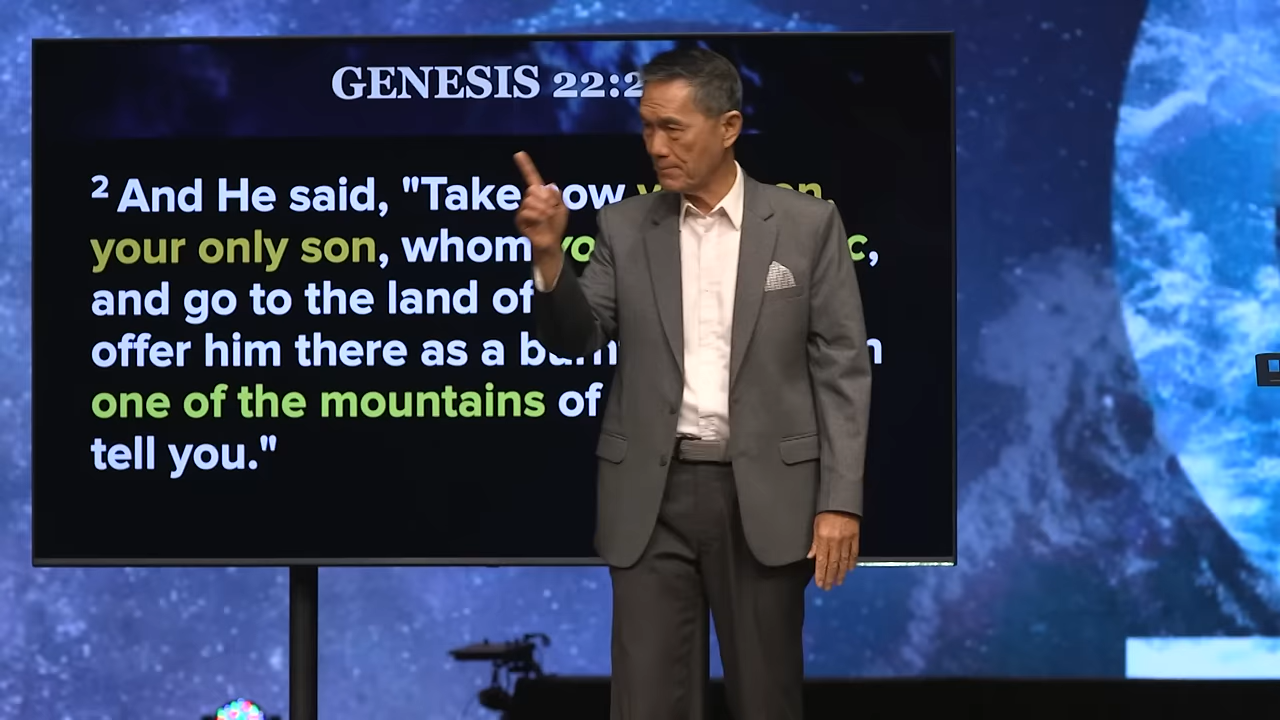 GENESIS 22:2
2 And He said, "Take now
your only son, whom
and go to the land of
offer him there as a
one of the mountains of
tell you."